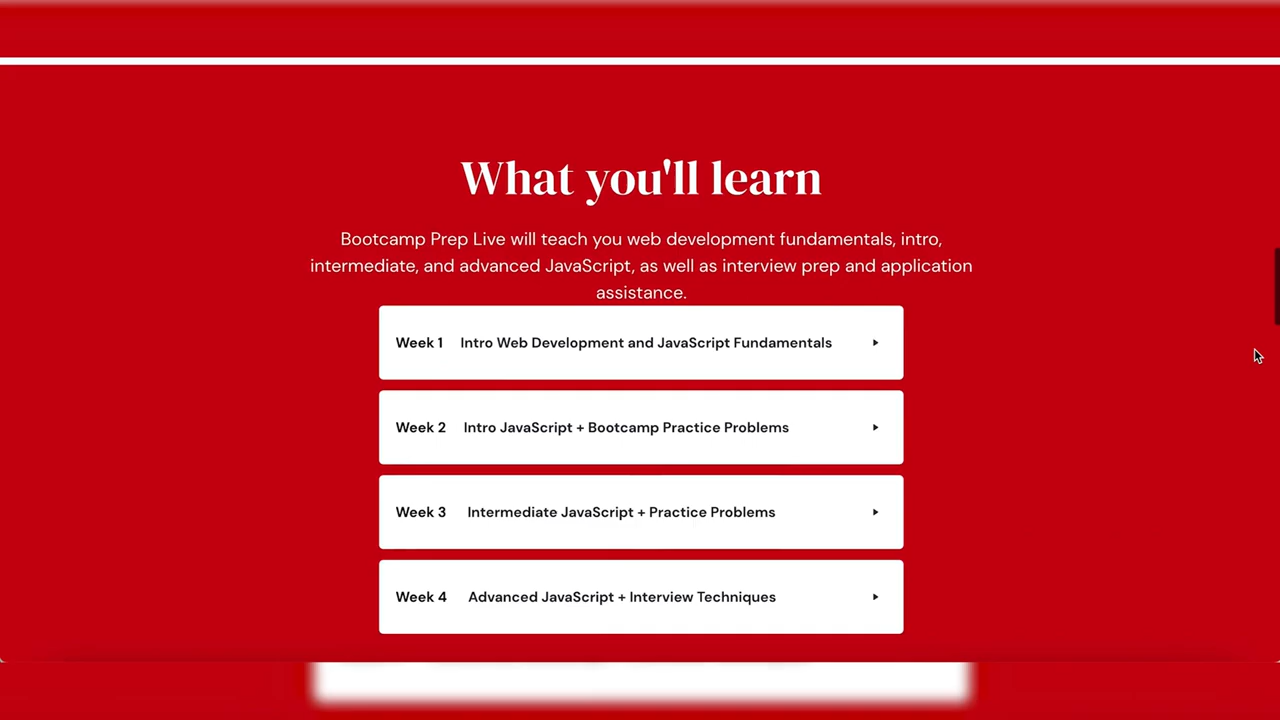 What you'll learn
Bootcamp Prep Live will teach you web development fundamentals, intro,
intermediate, and advanced JavaScript, as well as interview prep and application
assistance.
Week 1 Intro Web Development and JavaScript Fundamentals
Week 2 Intro JavaScript + Bootcamp Practice Problems
Week 3 Intermediate JavaScript + Practice Problems
Week 4 Advanced JavaScript + Interview Techniques